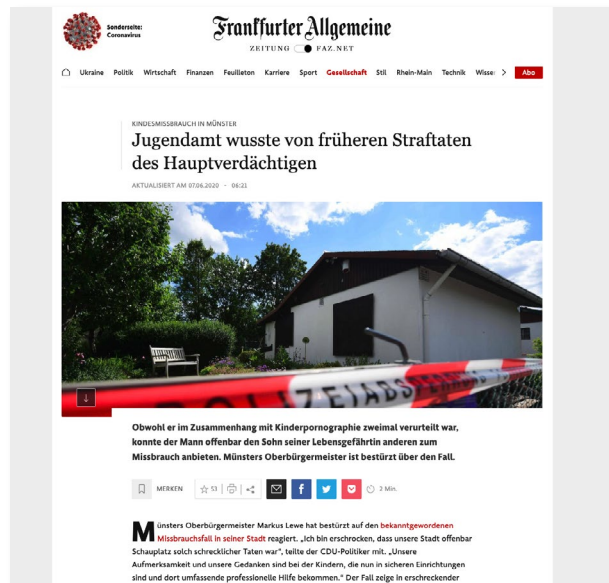 Sonderseite:
Coronavirus
Frankfurter Allgemeine
ZEITUNG FAZ.NET
Ukraine Politik Wirtschaft Finanzen Feuilleton Karriere Sport Gesellschaft Stil Rhein-Main Technik Wisse Abo
KINDESMISSBRAUCH IN MÜNSTER
Jugendamt wusste von früheren Straftaten
des Hauptverdächtigen
AKTUALISIERT AM 07.06.2020 - 06:21
POLIZEIABSPERRUNG
Obwohl er im Zusammenhang mit Kinderpornographie zweimal verurteilt war,
konnte der Mann offenbar den Sohn seiner Lebensgefährtin anderen zum
Missbrauch anbieten. Münsters Oberbürgermeister ist bestürzt über den Fall.
MERKEN 53 2 Min.
Münsters Oberbürgermeister Markus Lewe hat bestürzt auf den bekanntgewordenen
Missbrauchsfall in seiner Stadt reagiert. „Ich bin erschrocken, dass unsere Stadt offenbar
Schauplatz solch schrecklicher Taten war“, teilte der CDU-Politiker mit. „Unsere
Aufmerksamkeit und unsere Gedanken sind bei der Kindern, die nun in sicheren Einrichtungen
sind und dort umfassende professionelle Hilfe bekommen.“ Der Fall zeige in erschreckender